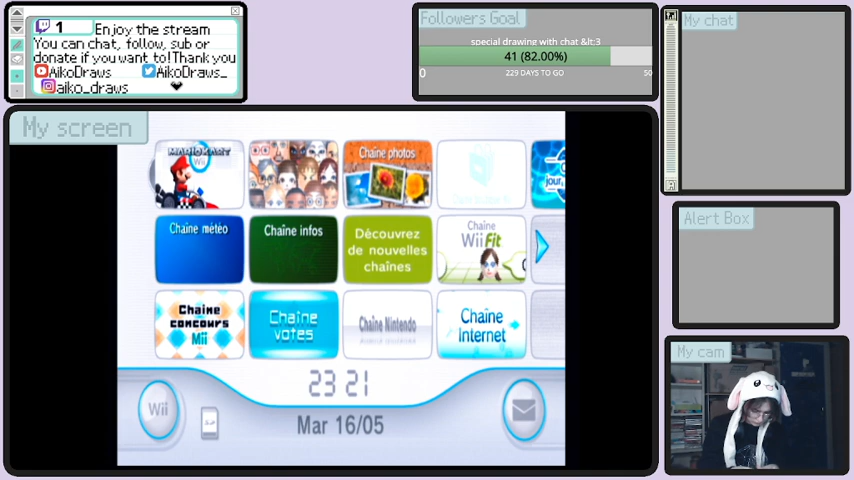 1 Enjoy the stream
You can chat, follow, sub or
donate if you want to!Thank you
AikoDraws AikoDraws_
aiko_draws
Followers Goal
special drawing with chat &lt;3
41 (82.00%)
0
229 DAYS TO GO
50
My chat
My screen
MARIOKART
Wii
Chaîne photos
jour
Chaîne météo
Chaîne infos
Découvrez
de nouvelles
chaînes
Chaîne
Wii Fit
Chaîne
concours
Mii
Chaîne
votes
Chaîne Nintendo
Chaîne
Internet
23 21
Wii
Mar 16/05
Alert Box
My cam